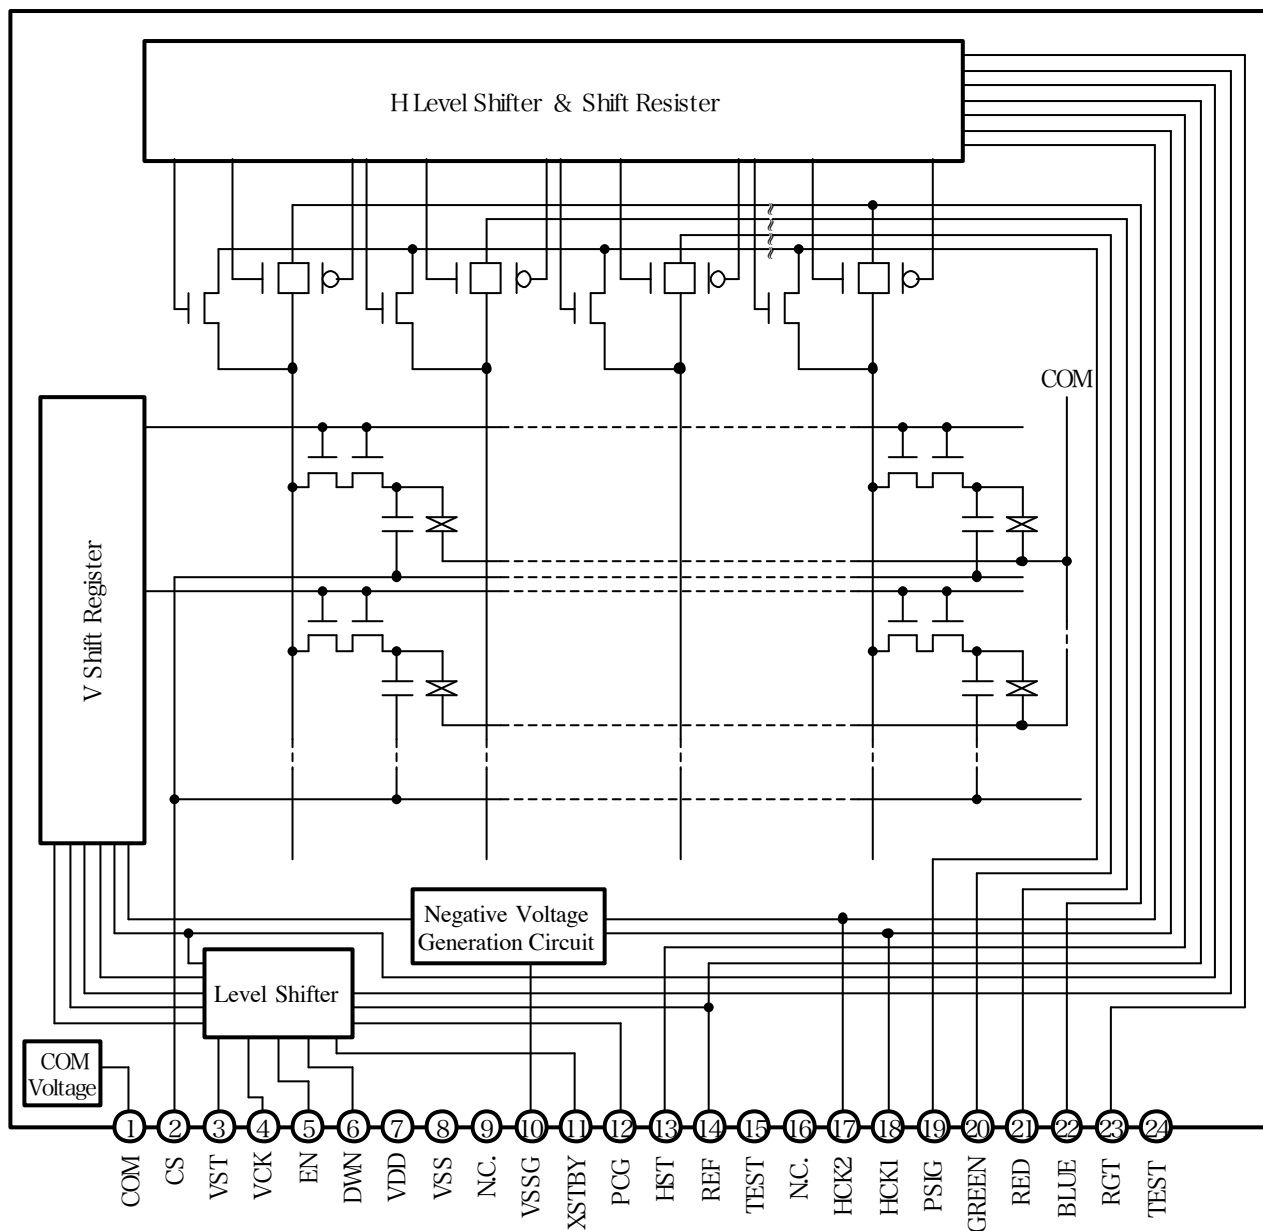 H Level Shifter & Shift Resister
COM
V Shift Register
Negative Voltage
Generation Circuit
Level Shifter
COM
Voltage
1 2 3 4 5 6 7 8 9 10 11 12 13 14 15 16 17 18 19 20 21 22 23 24
COM
CS
VST
VCK
EN
DWN
VDD
VSS
N.C.
VSSG
XSTBY
PCG
HST
REF
TEST
N.C.
HCK2
HCK1
PSIG
GREEN
RED
BLUE
RGT
TEST